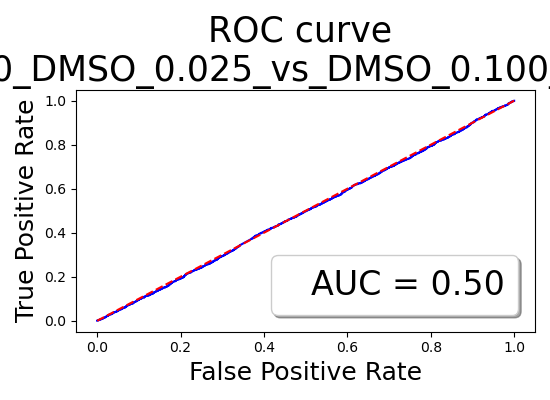 ROC curve
0_DMSO_0.025_vs_DMSO_0.100_
True Positive Rate
1.0
0.8
0.6
0.4
0.2
0.0
AUC = 0.50
0.0 0.2 0.4 0.6 0.8 1.0
False Positive Rate